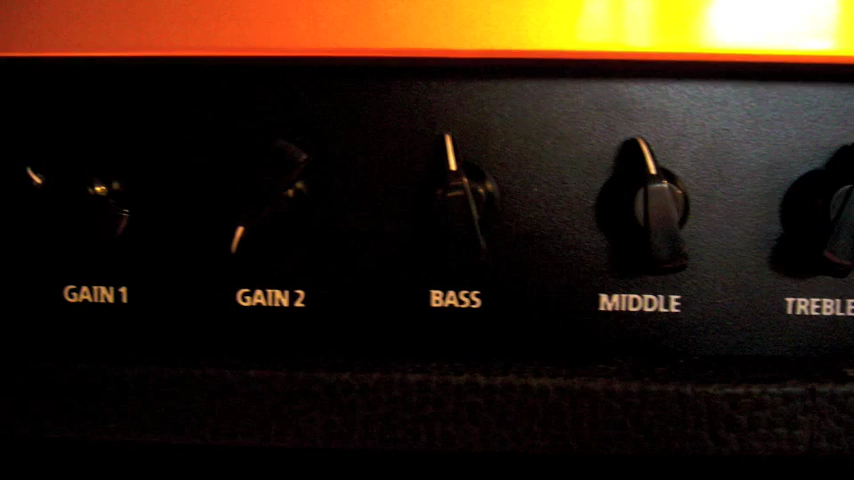 GAIN 1
GAIN 2
BASS
MIDDLE
TREBLE